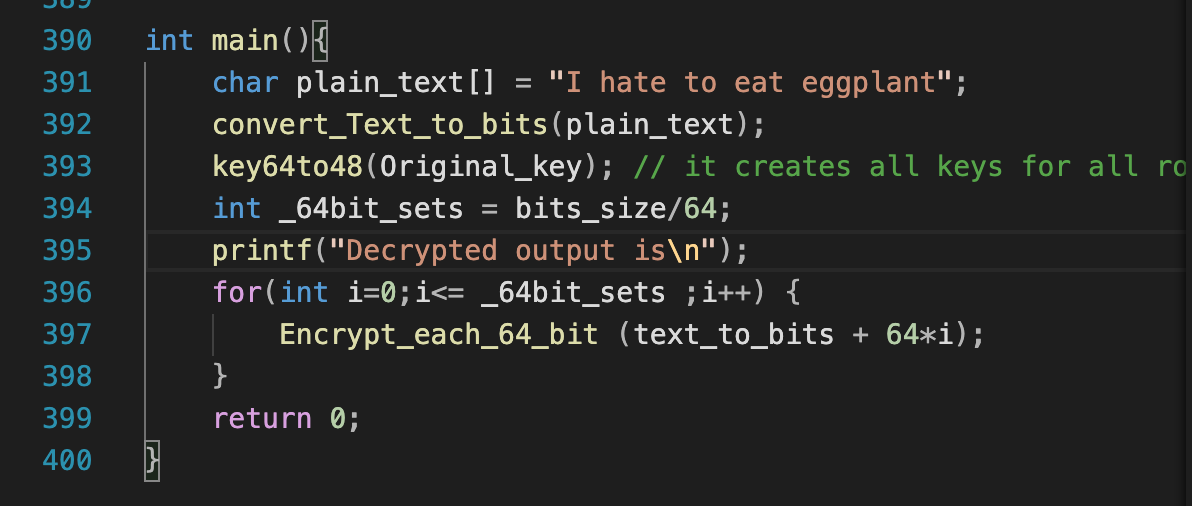 389
390 int main(){
391 char plain_text[] = "I hate to eat eggplant";
392 convert_Text_to_bits(plain_text);
393 key64to48(Original_key); // it creates all keys for all
394 int _64bit_sets = bits_size/64;
395 printf("Decrypted output is\n");
396 for(int i=0;i<= _64bit_sets ;i++) {
397 Encrypt_each_64_bit (text_to_bits + 64*i);
398 }
399 return 0;
400 }